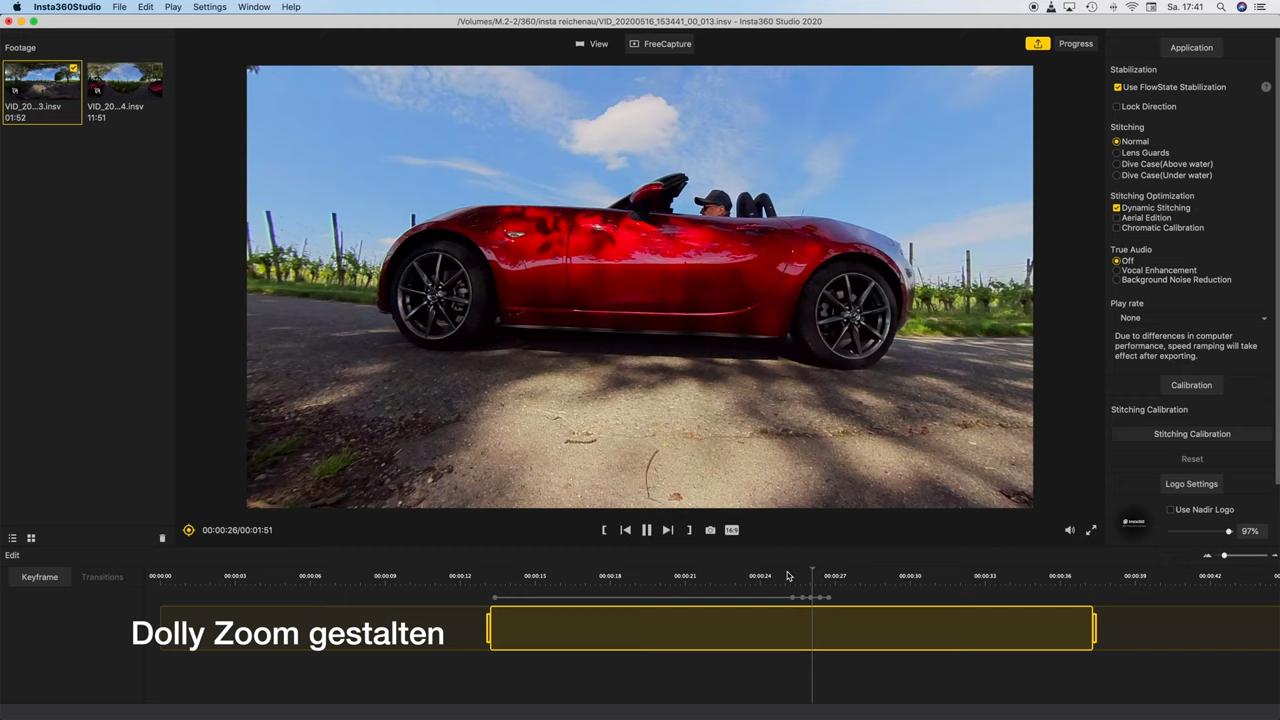 Insta360Studio File Edit Play Settings Window Help
Sa. 17:41
/Volumes/M.2-2/360/insta reichenau/VID_20200516_153441_00_013.insv - Insta360 Studio 2020
Footage
View
FreeCapture
Progress
VID_20...3.insv
01:52
VID_20...4.insv
11:51
Application
Stabilization
Use FlowState Stabilization
?
Lock Direction
Stitching
Normal
Lens Guards
Dive Case(Above water)
Dive Case(Under water)
Stitching Optimization
Dynamic Stitching
Aerial Edition
Chromatic Calibration
True Audio
Off
Vocal Enhancement
Background Noise Reduction
Play rate
None
Due to differences in computer
performance, speed ramping will take
effect after exporting.
Calibration
Stitching Calibration
Stitching Calibration
Reset
Logo Settings
Use Nadir Logo
Insta360
97%
00:00:26/00:01:51
16:9
Edit
Keyframe
Transitions
00:00:00 00:00:03 00:00:06 00:00:09 00:00:12 00:00:15 00:00:18 00:00:21 00:00:24 00:00:27 00:00:30 00:00:33 00:00:36 00:00:39 00:00:42
Dolly Zoom gestalten